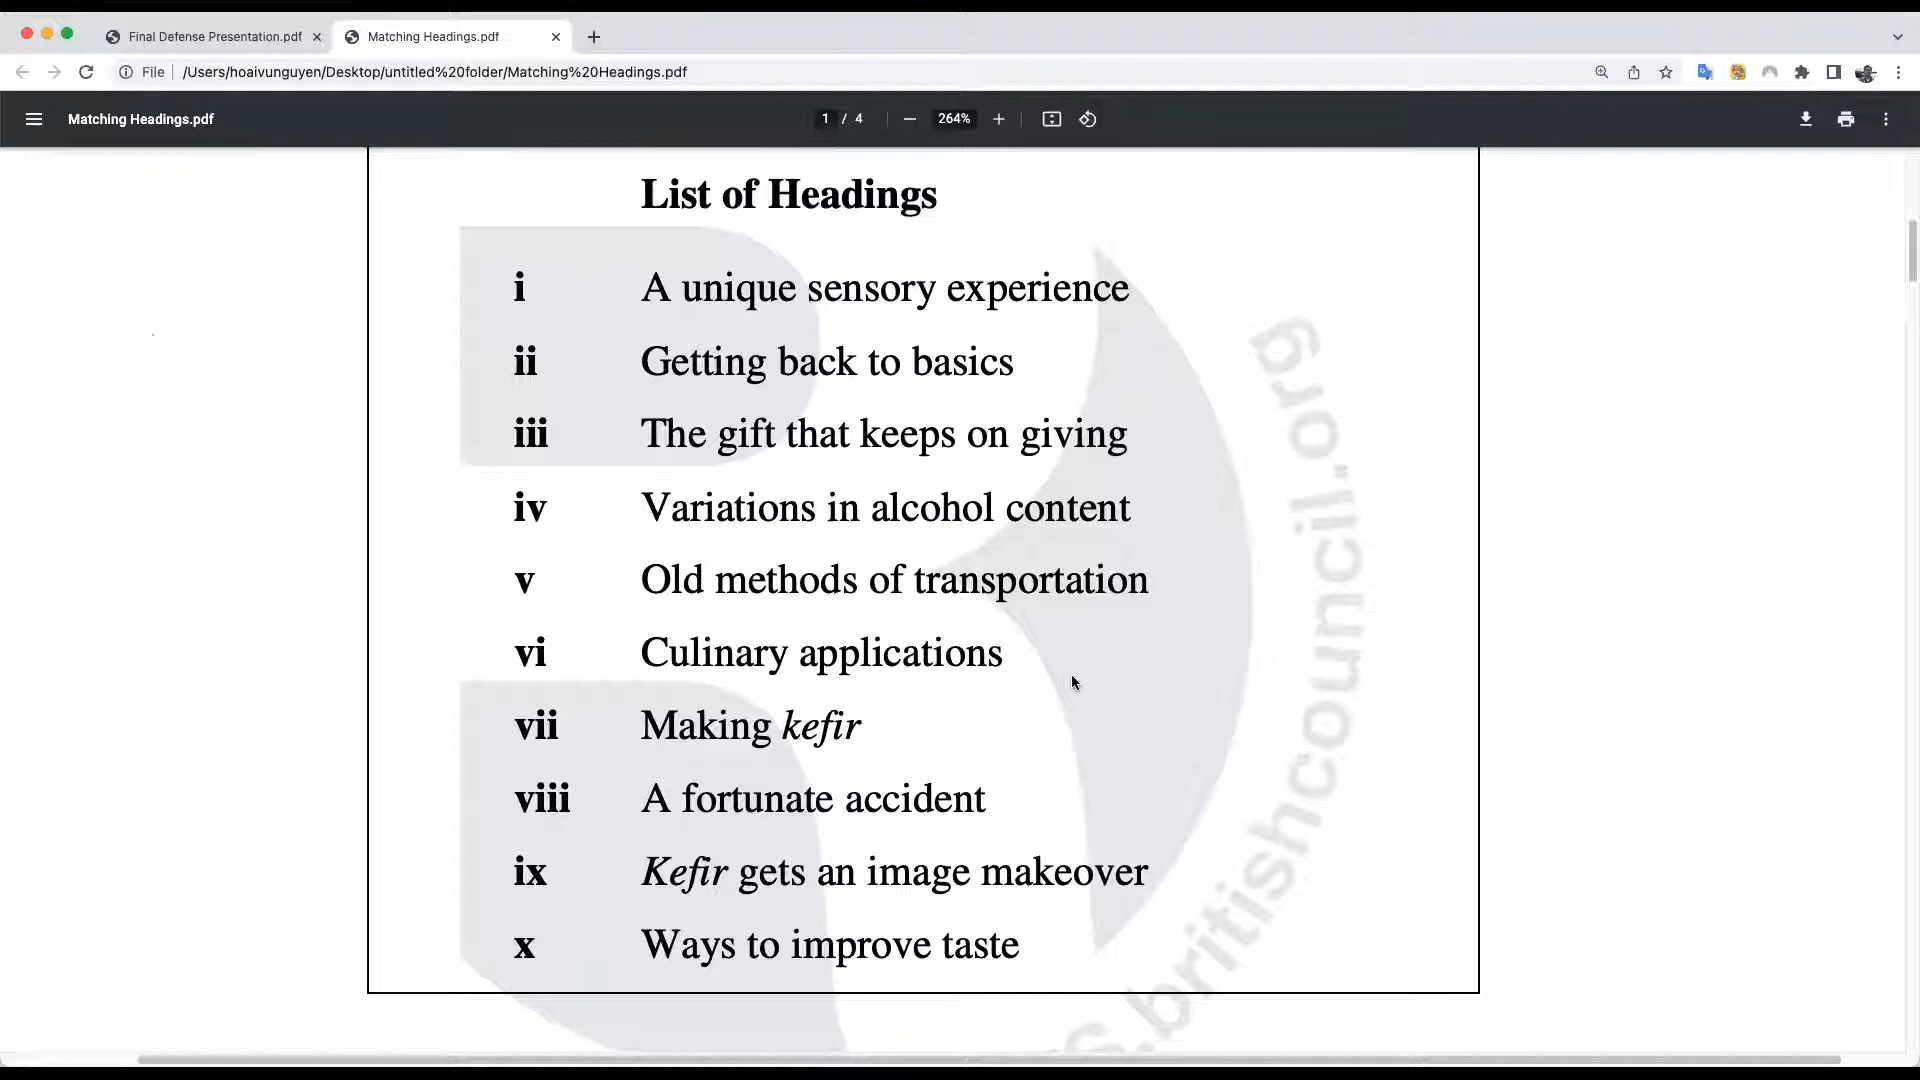 Final Defense Presentation.pdf
Matching Headings.pdf
File
/Users/hoaivunguyen/Desktop/untitled%20folder/Matching%20Headings.pdf
Matching Headings.pdf
1 / 4
264%
List of Headings
i A unique sensory experience
ii Getting back to basics
iii The gift that keeps on giving
iv Variations in alcohol content
v Old methods of transportation
vi Culinary applications
vii Making kefir
viii A fortunate accident
ix Kefir gets an image makeover
x Ways to improve taste
s.britishcouncil.org